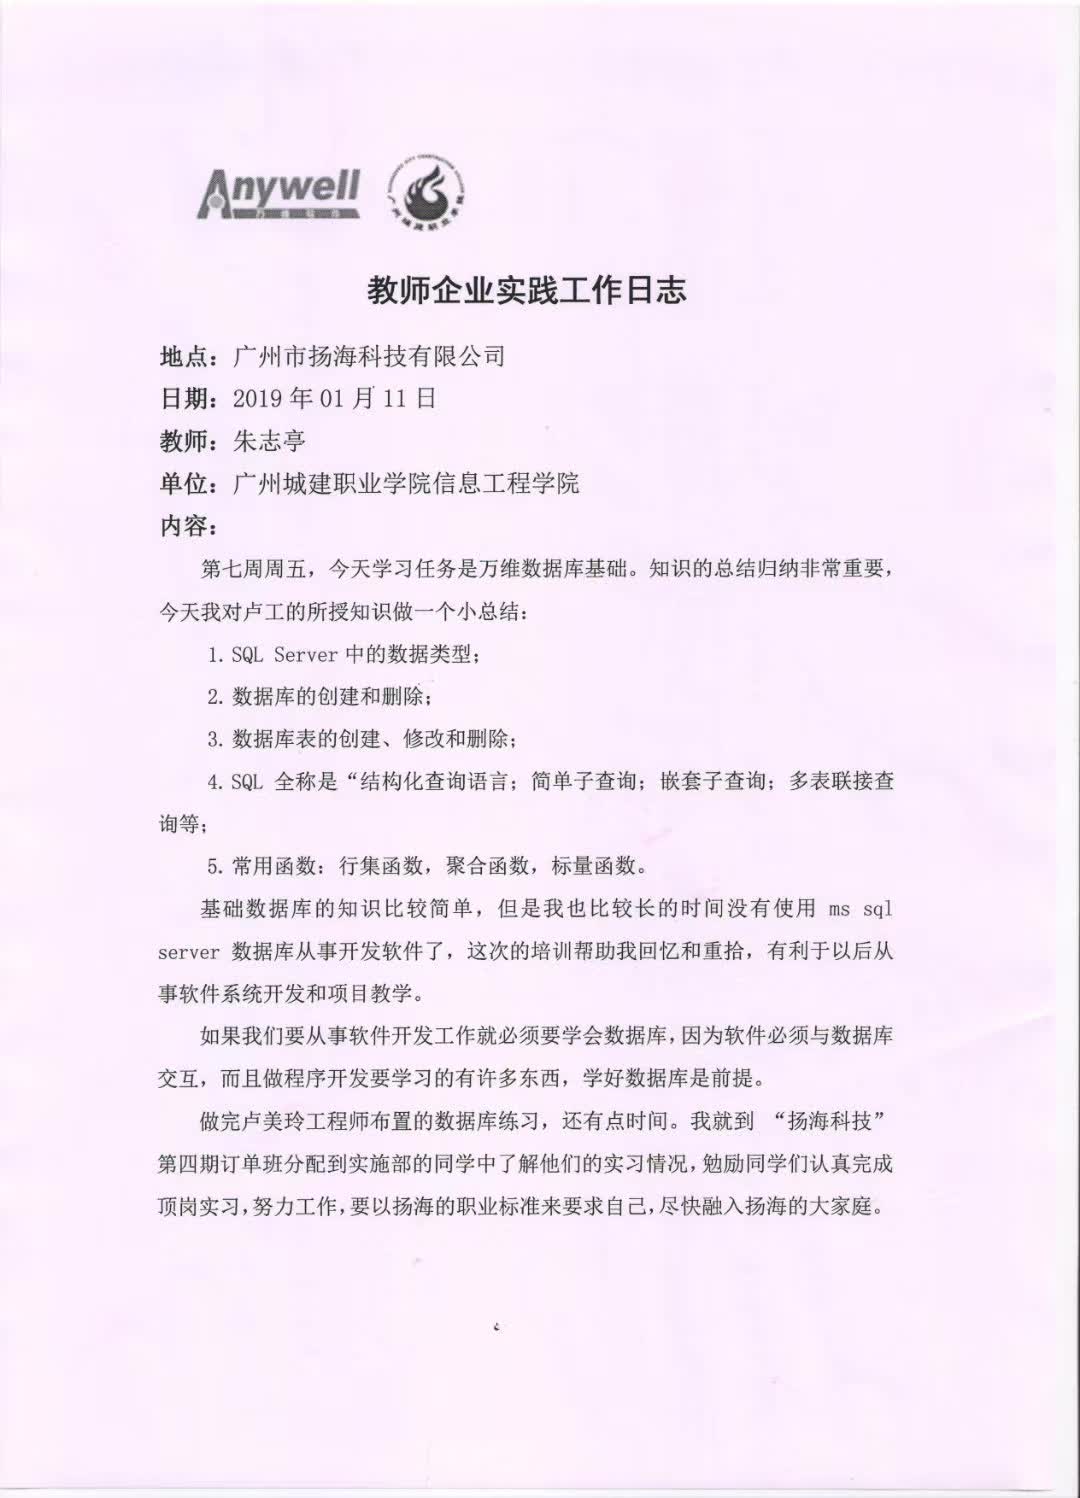 Anywell
教师企业实践工作日志
地点：广州市扬海科技有限公司
日期：2019年01月11日
教师：朱志亭
单位：广州城建职业学院信息工程学院
内容：
第七周周五，今天学习任务是万维数据库基础。知识的总结归纳非常重要，
今天我对卢工的所授知识做一个小总结：
1. SQL Server 中的数据类型；
2. 数据库的创建和删除；
3. 数据库表的创建、修改和删除；
4. SQL 全称是“结构化查询语言；简单子查询；嵌套子查询；多表联接查
询等；
5. 常用函数：行集函数，聚合函数，标量函数。
基础数据库的知识比较简单，但是我也比较长的时间没有使用 ms sql
server 数据库从事开发软件了，这次的培训帮助我回忆和重拾，有利于以后从
事软件系统开发和项目教学。
如果我们要从事软件开发工作就必须要学会数据库，因为软件必须与数据库
交互，而且做程序开发要学习的有许多东西，学好数据库是前提。
做完卢美玲工程师布置的数据库练习，还有点时间。我就到 “扬海科技”
第四期订单班分配到实施部的同学中了解他们的实习情况，勉励同学们认真完成
顶岗实习，努力工作，要以扬海的职业标准来要求自己，尽快融入扬海的大家庭。